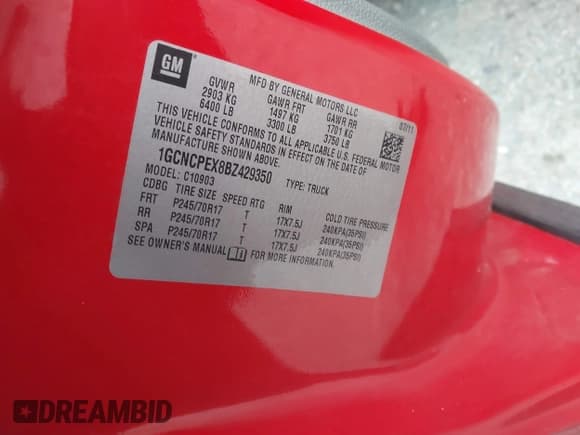 GM
MFD BY GENERAL MOTORS LLC
03/11
GVWR GAWR FRT GAWR RR
2903 KG 1497 KG 1701 KG
6400 LB 3300 LB 3750 LB
THIS VEHICLE CONFORMS TO ALL APPLICABLE U.S. FEDERAL MOTOR
VEHICLE SAFETY STANDARDS IN EFFECT ON THE DATE OF
MANUFACTURE SHOWN ABOVE.
1GCNCPEX8BZ429350 TYPE: TRUCK
MODEL: C10903
CDBG TIRE SIZE SPEED RTG RIM COLD TIRE PRESSURE
FRT P245/70R17 T 17X7.5J 240KPA(35PSI)
RR P245/70R17 T 17X7.5J 240KPA(35PSI)
SPA P245/70R17 T 17X7.5J 240KPA(35PSI)
SEE OWNER'S MANUAL FOR MORE INFORMATION.
DREAMBID